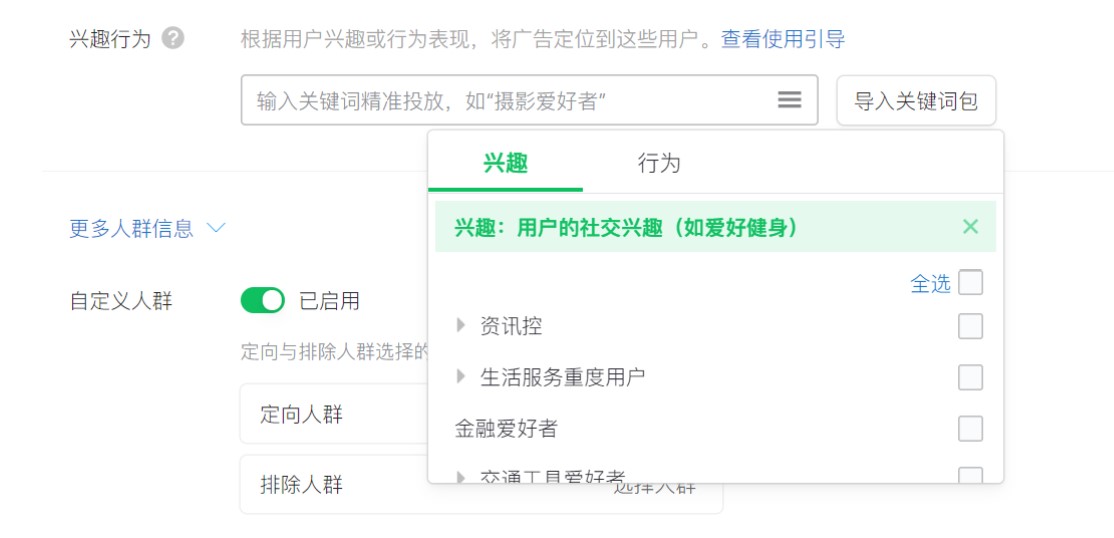 兴趣行为 ?
根据用户兴趣或行为表现，将广告定位到这些用户。查看使用引导
输入关键词精准投放，如“摄影爱好者”
导入关键词包
兴趣 行为
兴趣：用户的社交兴趣（如爱好健身）
全选
资讯控
生活服务重度用户
金融爱好者
交通工具爱好者
更多人群信息
自定义人群 已启用
定向与排除人群选择的
定向人群
排除人群 选择人群